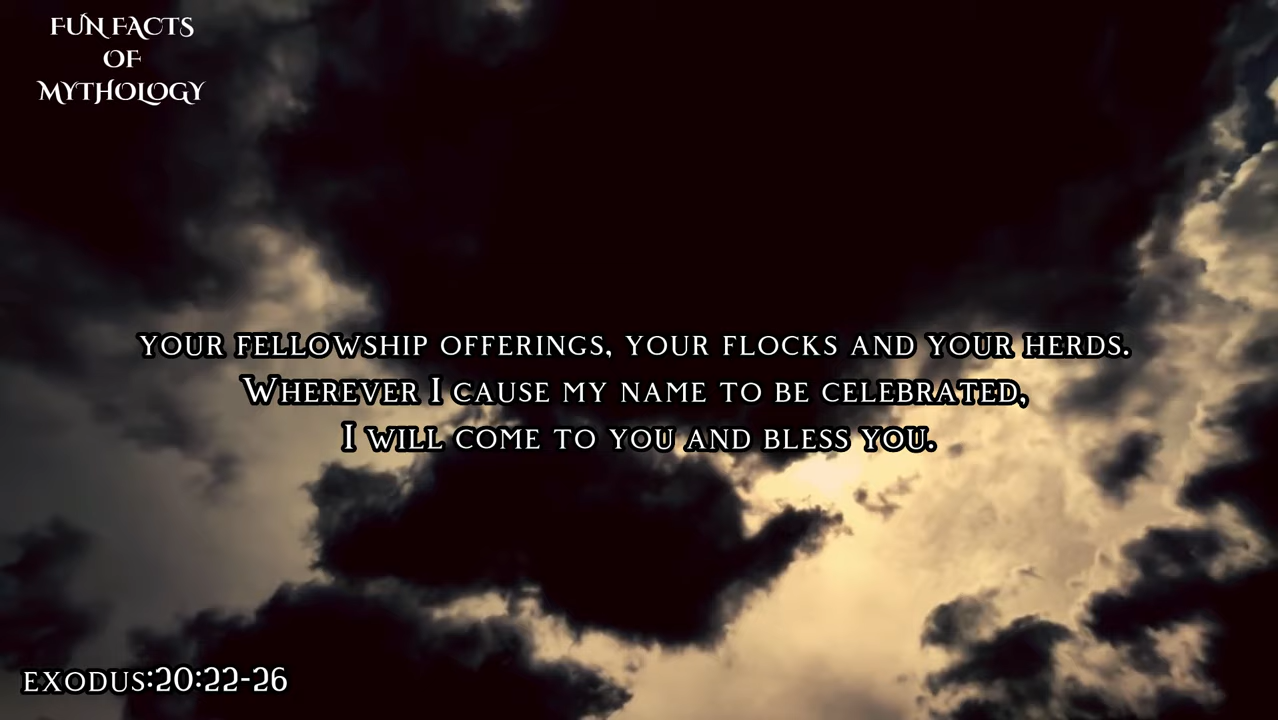 FUN FACTS
OF
MYTHOLOGY
YOUR FELLOWSHIP OFFERINGS, YOUR FLOCKS AND YOUR HERDS.
WHEREVER I CAUSE MY NAME TO BE CELEBRATED,
I WILL COME TO YOU AND BLESS YOU.
EXODUS:20:22-26